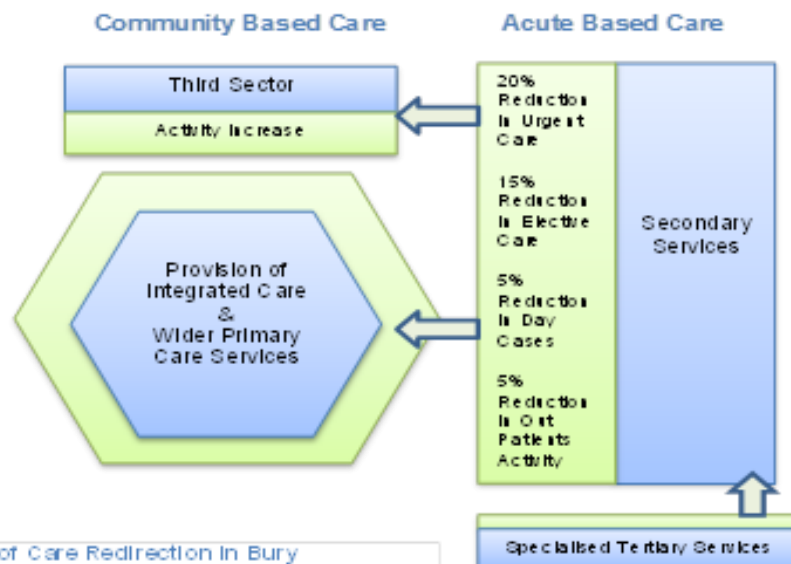 Community Based Care
Acute Based Care
Third Sector
Activity Increase
Provision of
Integrated Care
&
Wider Primary
Care Services
20%
Reduction
In Urgent
Care
15%
Reduction
In Elective
Care
5%
Reduction
In Day
Cases
5%
Reduction
In Out
Patients
Activity
Secondary
Services
Specialised Tertiary Services
of Care Redirection in Bury